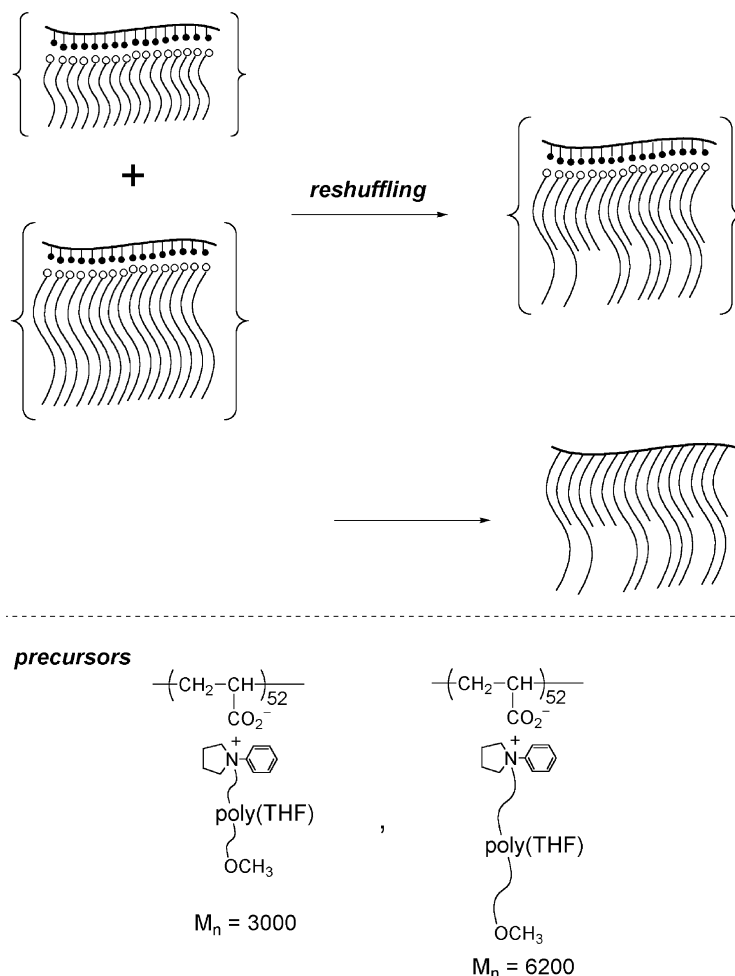 +
reshuffling
precursors
(CH₂–CH)₅₂
CO₂⁻
+
N
poly(THF)
OCH₃
Mₙ = 3000
,
(CH₂–CH)₅₂
CO₂⁻
+
N
poly(THF)
OCH₃
Mₙ = 6200